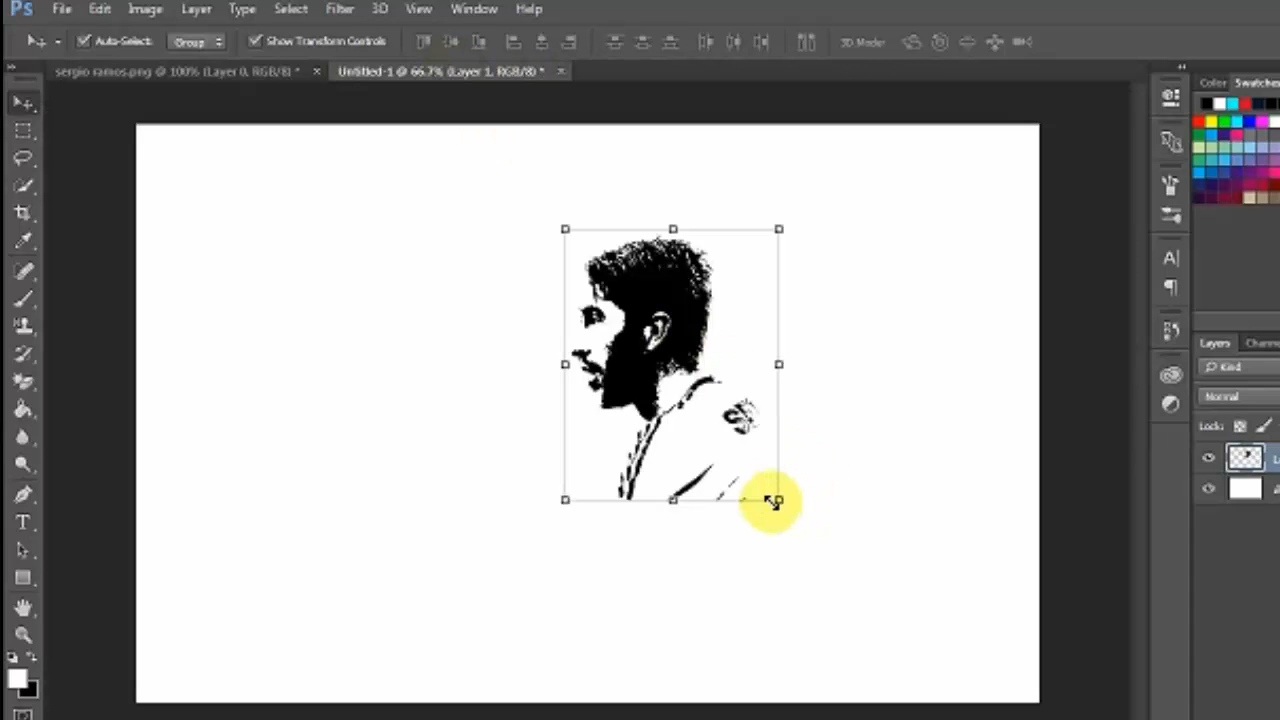 Ps File Edit Image Layer Type Select Filter 3D View Window Help
Auto-Select: Group Show Transform Controls 3D Mode:
sergio ramos.png @ 100% (Layer 0, RGB/8) * × Untitled-1 @ 66.7% (Layer 1, RGB/8) * ×
Color Swatches
Layers
Kind
Normal
Lock: